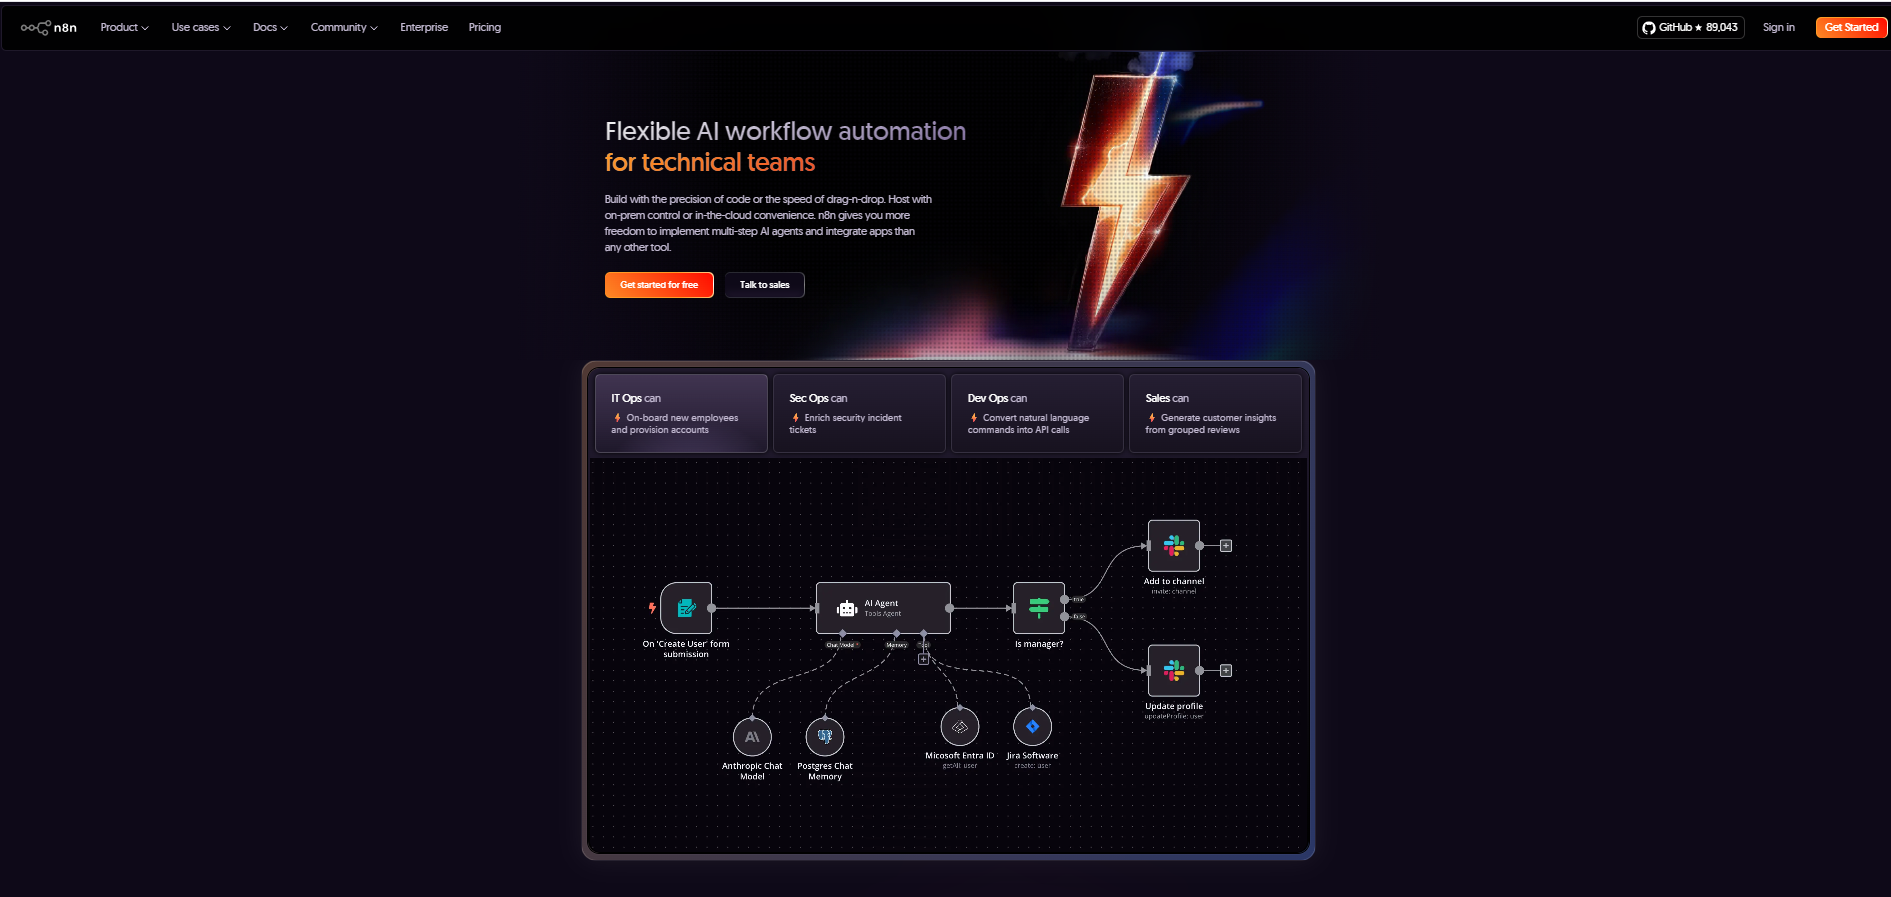 n8n
Product
Use cases
Docs
Community
Enterprise
Pricing
GitHub ★ 89,043
Sign in
Get Started
Flexible AI workflow automation
for technical teams
Build with the precision of code or the speed of drag-n-drop. Host with
on-prem control or in-the-cloud convenience. n8n gives you more
freedom to implement multi-step AI agents and integrate apps than
any other tool.
Get started for free
Talk to sales
IT Ops can
On-board new employees
and provision accounts
Sec Ops can
Enrich security incident
tickets
Dev Ops can
Convert natural language
commands into API calls
Sales can
Generate customer insights
from grouped reviews
On 'Create User' form
submission
AI Agent
Tools Agent
Chat Model *
Memory
Tool
Is manager?
true
false
Add to channel
invite: channel
Update profile
updateProfile: user
Anthropic Chat
Model
Postgres Chat
Memory
Micosoft Entra ID
getAll: user
Jira Software
create: user